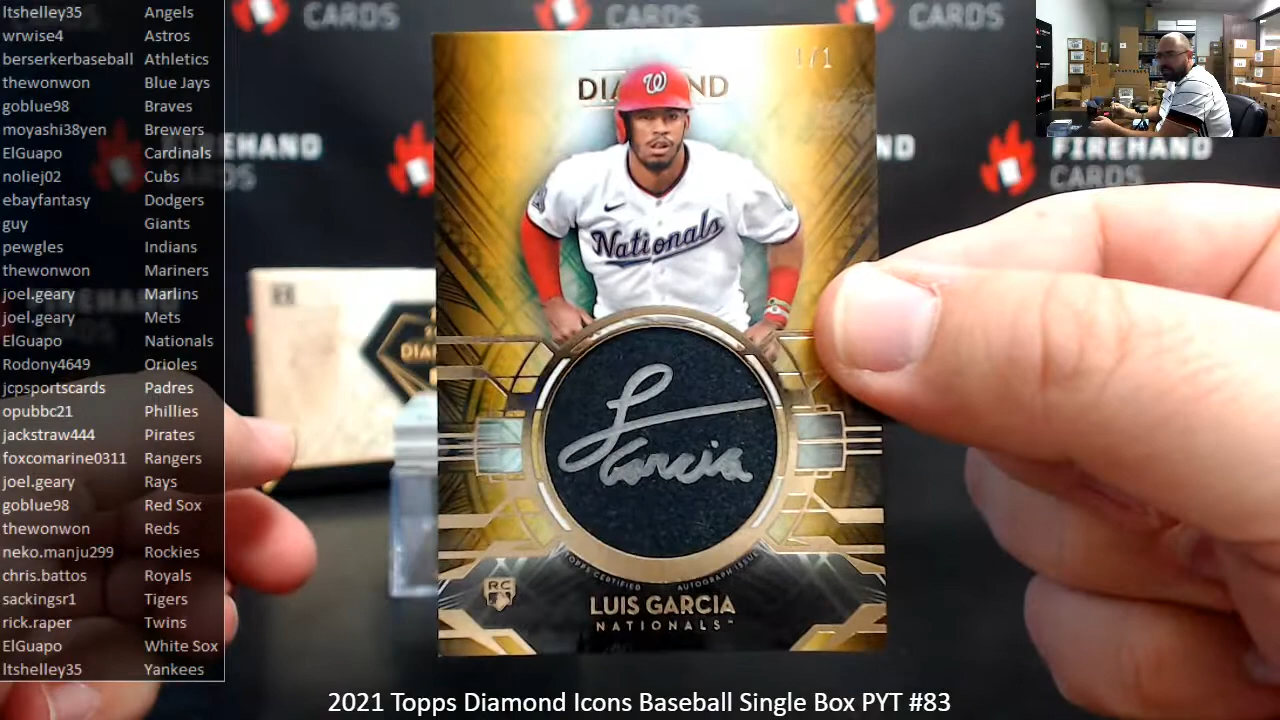 ltshelley35 Angels
wrwise4 Astros
berserkerbaseball Athletics
thewonwon Blue Jays
goblue98 Braves
moyashi38yen Brewers
ElGuapo Cardinals
noliej02 Cubs
ebayfantasy Dodgers
guy Giants
pewgles Indians
thewonwon Mariners
joel.geary Marlins
joel.geary Mets
ElGuapo Nationals
Rodony4649 Orioles
jcpsportscards Padres
opubbc21 Phillies
jackstraw444 Pirates
foxcomarine0311 Rangers
joel.geary Rays
goblue98 Red Sox
thewonwon Reds
neko.manju299 Rockies
chris.battos Royals
sackingsr1 Tigers
rick.raper Twins
ElGuapo White Sox
ltshelley35 Yankees
CARDS
CARDS
CARDS
FIREHAND
CARDS
FIREHAND
CARDS
1/1
W
Nationals
L Garcia
TOPPS CERTIFIED AUTOGRAPH ISSUE
RC
LUIS GARCIA
NATIONALS™
2021 Topps Diamond Icons Baseball Single Box PYT #83